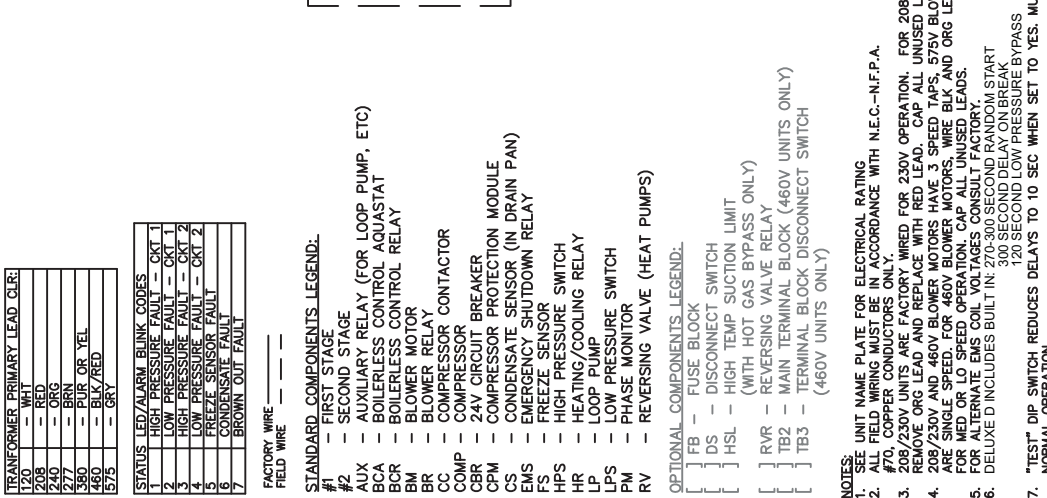 TRANFORMER PRIMARY LEAD CLR:
120 – WHT
208 – RED
240 – ORG
277 – BRN
380 – PUR OR YEL
460 – BLK/RED
575 – GRY
STATUS LED/ALARM BLINK CODES
1 HIGH PRESSURE FAULT – CKT 1
2 LOW PRESSURE FAULT – CKT 1
3 HIGH PRESSURE FAULT – CKT 2
4 LOW PRESSURE FAULT – CKT 2
5 FREEZE SENSOR FAULT
6 CONDENSATE FAULT
7 BROWN OUT FAULT
FACTORY WIRE
FIELD WIRE
STANDARD COMPONENTS LEGEND:
#1 – FIRST STAGE
#2 – SECOND STAGE
AUX – AUXILIARY RELAY (FOR LOOP PUMP, ETC)
BCA – BOILERLESS CONTROL AQUASTAT
BCR – BOILERLESS CONTROL RELAY
BM – BLOWER MOTOR
BR – BLOWER RELAY
CC – COMPRESSOR CONTACTOR
COMP – COMPRESSOR
CBR – 24V CIRCUIT BREAKER
CPM – COMPRESSOR PROTECTION MODULE
CS – CONDENSATE SENSOR (IN DRAIN PAN)
EMS – EMERGENCY SHUTDOWN RELAY
FS – FREEZE SENSOR
HPS – HIGH PRESSURE SWITCH
HR – HEATING/COOLING RELAY
LP – LOOP PUMP
LPS – LOW PRESSURE SWITCH
PM – PHASE MONITOR
RV – REVERSING VALVE (HEAT PUMPS)
OPTIONAL COMPONENTS LEGEND:
[ ] FB – FUSE BLOCK
[ ] DS – DISCONNECT SWITCH
[ ] HSL – HIGH TEMP SUCTION LIMIT
(WITH HOT GAS BYPASS ONLY)
[ ] RVR – REVERSING VALVE RELAY
[ ] TB2 – MAIN TERMINAL BLOCK (460V UNITS ONLY)
[ ] TB3 – TERMINAL BLOCK DISCONNECT SWITCH
(460V UNITS ONLY)
NOTES:
1. SEE UNIT NAME PLATE FOR ELECTRICAL RATING
2. ALL FIELD WIRING MUST BE IN ACCORDANCE WITH N.E.C.–N.F.P.A.
#70, COPPER CONDUCTORS ONLY.
3. 208/230V UNITS ARE FACTORY WIRED FOR 230V OPERATION. FOR 208
REMOVE ORG LEAD AND REPLACE WITH RED LEAD. CAP ALL UNUSED
4. 208/230V AND 460V BLOWER MOTORS HAVE 3 SPEED TAPS, 575V
ARE SINGLE SPEED. FOR 460V BLOWER MOTORS, WIRE BLK AND ORG
FOR MED OR LO SPEED OPERATION. CAP ALL UNUSED LEADS.
5. FOR ALTERNATE EMS COIL VOLTAGES CONSULT FACTORY.
6. DELUXE D INCLUDES BUILT IN: 270-300 SECOND RANDOM START
300 SECOND DELAY ON BREAK
120 SECOND LOW PRESSURE BYPASS
7. "TEST" DIP SWITCH REDUCES DELAYS TO 10 SEC WHEN SET TO YES.
NORMAL OPERATION